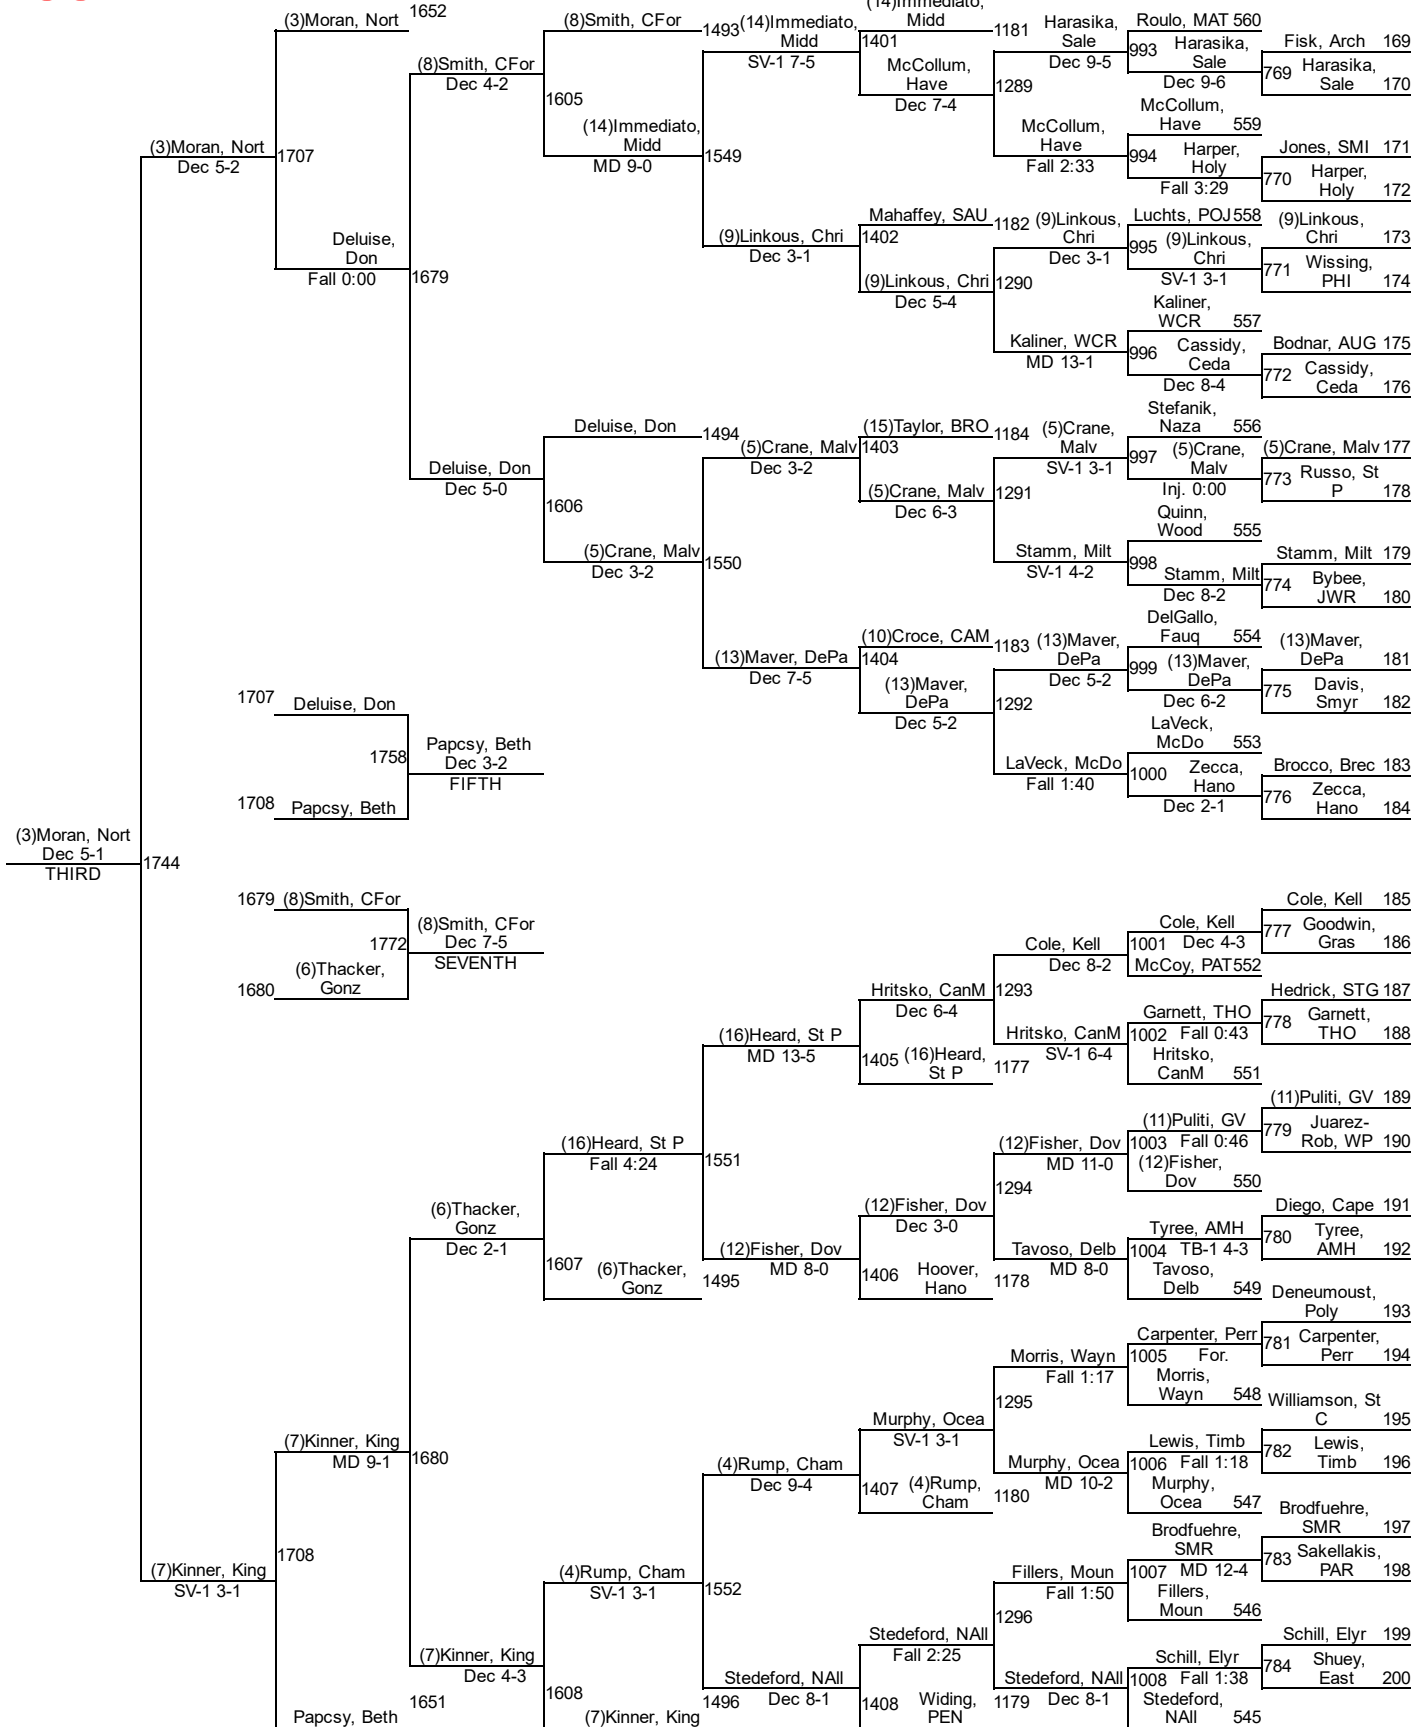 (3)Moran, Nort
1652
1707
(3)Moran, Nort
Dec 5-2
Deluise,
Don
Fall 0:00
(8)Smith, CFor
Dec 4-2
1679
Deluise, Don
Dec 5-0
(8)Smith, CFor
1493
1605
(14)Immediato,
Midd
MD 9-0
Deluise, Don
1494
1606
(5)Crane, Malv
Dec 3-2
(14)Immediato,
Midd
SV-1 7-5
1549
(9)Linkous, Chri
Dec 3-1
(5)Crane, Malv
Dec 3-2
1550
(13)Maver, DePa
Dec 7-5
(14)Immediato,
Midd
1181
1401
McCollum,
Have
Dec 7-4
Mahaffey, SAU
1182
1402
(9)Linkous, Chri
Dec 5-4
(15)Taylor, BRO
1184
1403
(5)Crane, Malv
Dec 6-3
(10)Croce, CAM
1183
1404
(13)Maver,
DePa
Dec 5-2
Harasika,
Sale
Dec 9-5
1289
McCollum,
Have
Fall 2:33
(9)Linkous,
Chri
Dec 3-1
1290
Kaliner, WCR
MD 13-1
(5)Crane,
Malv
SV-1 3-1
1291
Stamm, Milt
SV-1 4-2
(13)Maver,
DePa
Dec 5-2
1292
LaVeck, McDo
Fall 1:40
Roulo, MAT 560
993 Harasika,
Sale
Dec 9-6
McCollum,
Have 559
994 Harper,
Holy
Fall 3:29
Luchts, POJ 558
995 (9)Linkous,
Chri
SV-1 3-1
Kaliner,
WCR 557
996 Cassidy,
Ceda
Dec 8-4
Stefanik,
Naza 556
997 (5)Crane,
Malv
Inj. 0:00
Quinn,
Wood 555
998
Stamm, Milt
Dec 8-2
DelGallo,
Fauq 554
999 (13)Maver,
DePa
Dec 6-2
LaVeck,
McDo 553
1000 Zecca,
Hano
Dec 2-1
Fisk, Arch 169
769 Harasika,
Sale 170
Jones, SMI 171
770 Harper,
Holy 172
(9)Linkous,
Chri 173
771 Wissing,
PHI 174
Bodnar, AUG 175
772 Cassidy,
Ceda 176
(5)Crane, Malv 177
773 Russo, St
P 178
Stamm, Milt 179
774 Bybee,
JWR 180
(13)Maver,
DePa 181
775 Davis,
Smyr 182
Brocco, Brec 183
776 Zecca,
Hano 184
1707 Deluise, Don
1758
1708 Papcsy, Beth
Papcsy, Beth
Dec 3-2
FIFTH
(3)Moran, Nort
Dec 5-1
THIRD
1744
1679 (8)Smith, CFor
1772
(6)Thacker,
1680 Gonz
(8)Smith, CFor
Dec 7-5
SEVENTH
(7)Kinner, King
SV-1 3-1
1708
(7)Kinner, King
MD 9-1
Papcsy, Beth
1651
(6)Thacker,
Gonz
Dec 2-1
1680
(7)Kinner, King
Dec 4-3
(16)Heard, St P
Fall 4:24
1607 (6)Thacker,
Gonz
1495
(4)Rump, Cham
SV-1 3-1
1608
(7)Kinner, King
1496
(16)Heard, St P
MD 13-5
1551
(12)Fisher, Dov
MD 8-0
(4)Rump, Cham
Dec 9-4
1552
Stedeford, NAll
Dec 8-1
Hritsko, CanM
Dec 6-4
1405 (16)Heard,
St P
1177
(12)Fisher, Dov
Dec 3-0
1406 Hoover,
Hano
1178
Murphy, Ocea
SV-1 3-1
1407 (4)Rump,
Cham
1180
Stedeford, NAll
Fall 2:25
1408 Widing,
PEN
1179
Cole, Kell
Dec 8-2
1293
Hritsko, CanM
SV-1 6-4
(12)Fisher, Dov
MD 11-0
1294
Tavoso, Delb
MD 8-0
Morris, Wayn
Fall 1:17
1295
Murphy, Ocea
MD 10-2
Fillers, Moun
Fall 1:50
1296
Stedeford, NAll
Dec 8-1
Cole, Kell
1001 Dec 4-3
McCoy, PAT 552
Garnett, THO
1002 Fall 0:43
Hritsko,
CanM 551
(11)Puliti, GV
1003 Fall 0:46
(12)Fisher,
Dov 550
Tyree, AMH
1004 TB-1 4-3
Tavoso,
Delb 549
Carpenter, Perr
1005 For.
Morris,
Wayn 548
Lewis, Timb
1006 Fall 1:18
Murphy,
Ocea 547
Brodfuehre,
SMR
1007 MD 12-4
Fillers,
Moun 546
Schill, Elyr
1008 Fall 1:38
Stedeford,
NAll 545
Cole, Kell 185
777 Goodwin,
Gras 186
Hedrick, STG 187
778 Garnett,
THO 188
(11)Puliti, GV 189
779 Juarez-
Rob, WP 190
Diego, Cape 191
780 Tyree,
AMH 192
Deneumoust,
Poly 193
781 Carpenter,
Perr 194
Williamson, St
C 195
782 Lewis,
Timb 196
Brodfuehre,
SMR 197
783 Sakellakis,
PAR 198
Schill, Elyr 199
784 Shuey,
East 200